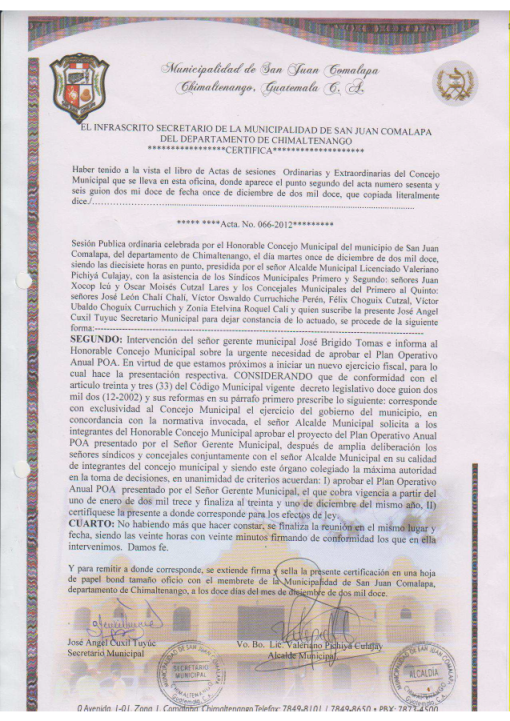 Municipalidad de San Juan Comalapa
Chimaltenango, Guatemala C. A.
EL INFRASCRITO SECRETARIO DE LA MUNICIPALIDAD DE SAN JUAN COMALAPA
DEL DEPARTAMENTO DE CHIMALTENANGO
*****************CERTIFICA********************
Haber tenido a la vista el libro de Actas de sesiones Ordinarias y Extraordinarias del Concejo
Municipal que se lleva en esta oficina, donde aparece el punto segundo del acta numero sesenta y
seis guion dos mi doce de fecha once de diciembre de dos mil doce, que copiada literalmente
dice./
***** ****Acta. No. 066-2012*********
Sesión Publica ordinaria celebrada por el Honorable Concejo Municipal del municipio de San Juan
Comalapa, del departamento de Chimaltenango, el día martes once de diciembre de dos mil doce,
siendo las diecisiete horas en punto, presidida por el señor Alcalde Municipal Licenciado Valeriano
Pichiyá Culajay, con la asistencia de los Síndicos Municipales Primero y Segundo: señores Juan
Xocop Icú y Oscar Moisés Cutzal Lares y los Concejales Municipales del Primero al Quinto:
señores José León Chalí Chalí, Víctor Oswaldo Curruchiche Perén, Félix Choguix Cutzal, Víctor
Ubaldo Choguix Curruchich y Zonia Etelvina Roquel Calí y quien suscribe la presente José Angel
Cuxil Tuyuc Secretario Municipal para dejar constancia de lo actuado, se procede de la siguiente
forma:
SEGUNDO: Intervención del señor gerente municipal José Brigido Tomas e informa al
Honorable Concejo Municipal sobre la urgente necesidad de aprobar el Plan Operativo
Anual POA. En virtud de que estamos próximos a iniciar un nuevo ejercicio fiscal, para lo
cual hace la presentación respectiva. CONSIDERANDO que de conformidad con el
articulo treinta y tres (33) del Código Municipal vigente decreto legislativo doce guion dos
mil dos (12-2002) y sus reformas en su párrafo primero prescribe lo siguiente: corresponde
con exclusividad al Concejo Municipal el ejercicio del gobierno del municipio, en
concordancia con la normativa invocada, el señor Alcalde Municipal solicita a los
integrantes del Honorable Concejo Municipal aprobar el proyecto del Plan Operativo Anual
POA presentado por el Señor Gerente Municipal, después de amplia deliberación los
señores síndicos y concejales conjuntamente con el señor Alcalde Municipal en su calidad
de integrantes del concejo municipal y siendo este órgano colegiado la máxima autoridad
en la toma de decisiones, en unanimidad de criterios acuerdan: I) aprobar el Plan Operativo
Anual POA presentado por el Señor Gerente Municipal, el que cobra vigencia a partir del
uno de enero de dos mil trece y finaliza al treinta y uno de diciembre del mismo año, II)
certifiquese la presente a donde corresponde para los efectos de ley.
CUARTO: No habiendo más que hacer constar, se finaliza la reunión en el mismo lugar y
fecha, siendo las veinte horas con veinte minutos firmando de conformidad los que en ella
intervenimos. Damos fe.
Y para remitir a donde corresponde, se extiende firma y sella la presente certificación en una hoja
de papel bond tamaño oficio con el membrete de la Municipalidad de San Juan Comalapa,
departamento de Chimaltenango, a los doce días del mes de diciembre de dos mil doce.
José Angel Cuxil Tuyúc
Secretario Municipal
Vo. Bo. Lic. Valeriano Pichiyá Culajay
Alcalde Municipal
SECRETARIO
MUNICIPAL
ALCALDIA
0 Avenida 1-01, Zona 1, Comalapa, Chimaltenango Telefax: 7849-8101 / 7849-8650 • PBX: 7873-4500